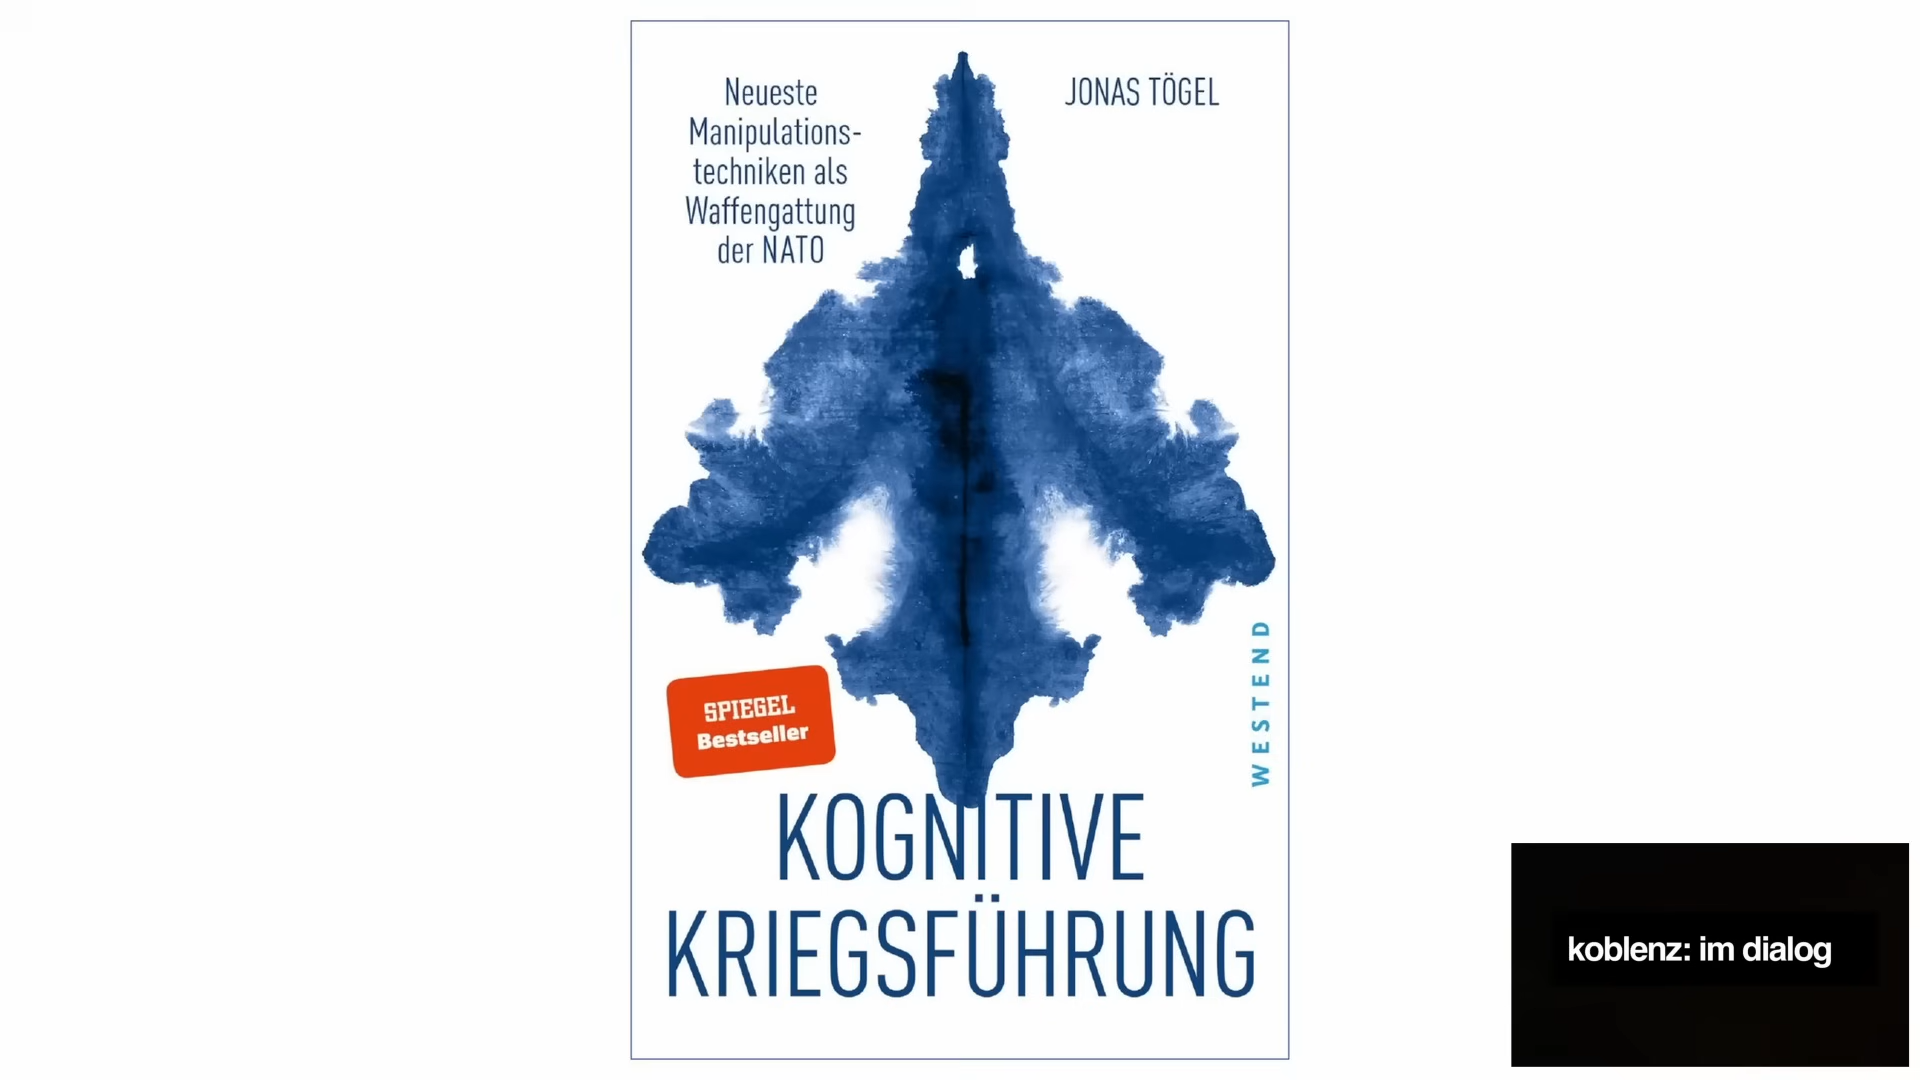 Neueste
Manipulations-
techniken als
Waffengattung
der NATO
JONAS TÖGEL
WESTEND
SPIEGEL
Bestseller
KOGNITIVE
KRIEGSFÜHRUNG
koblenz: im dialog